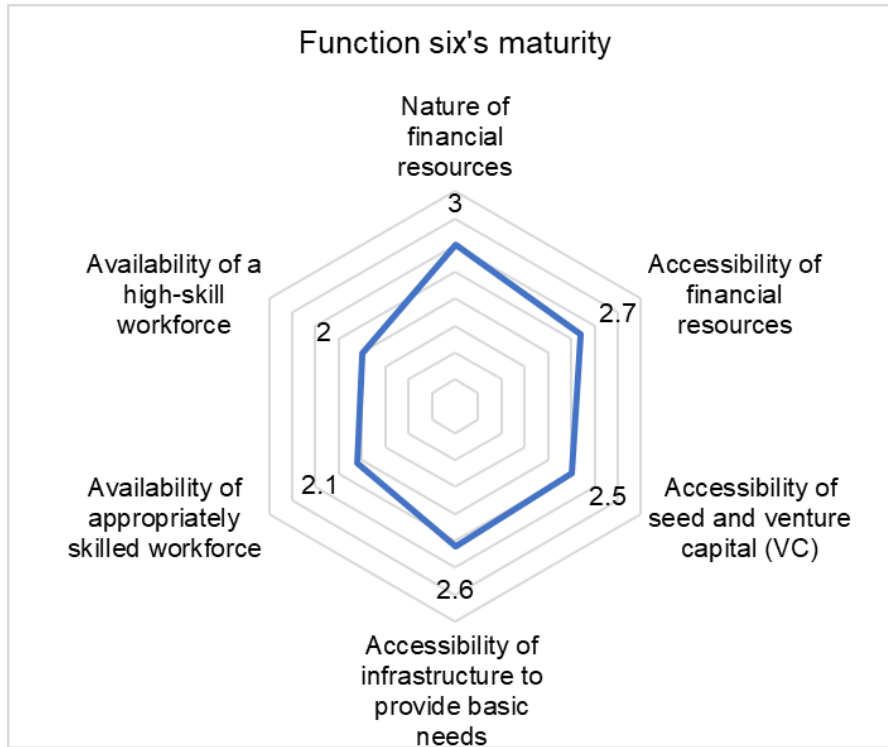 Function six's maturity
Nature of
financial
resources
3
Accessibility of
financial
resources
2.7
Accessibility of
seed and venture
capital (VC)
2.5
Accessibility of
infrastructure to
provide basic
needs
2.6
Availability of
appropriately
skilled workforce
2.1
Availability of a
high-skill
workforce
2